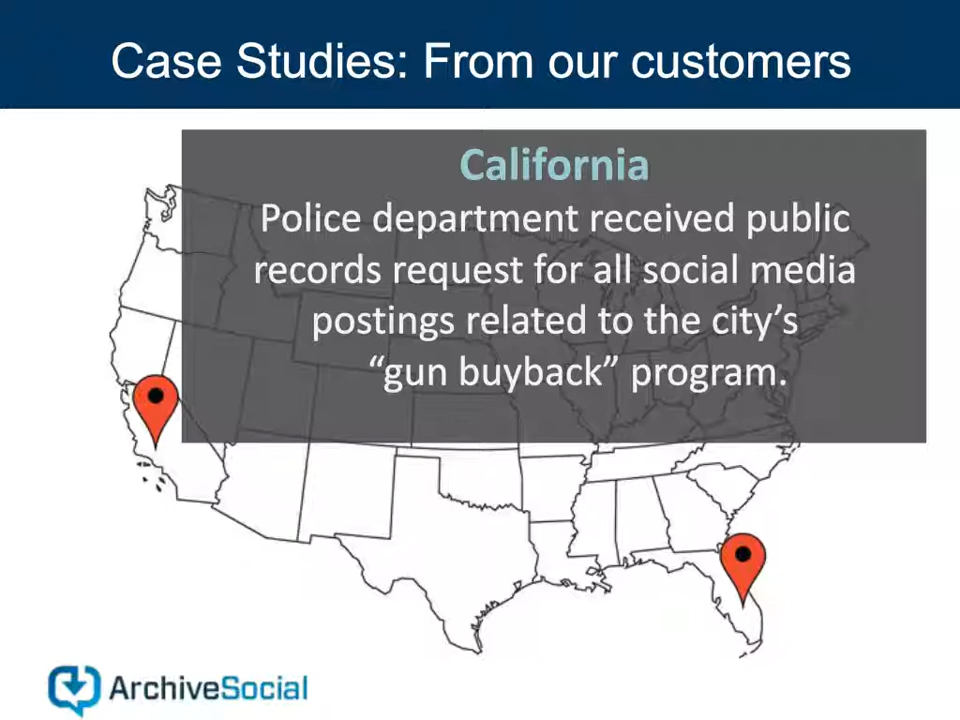 Case Studies: From our customers
California
Police department received public
records request for all social media
postings related to the city’s
“gun buyback” program.
ArchiveSocial